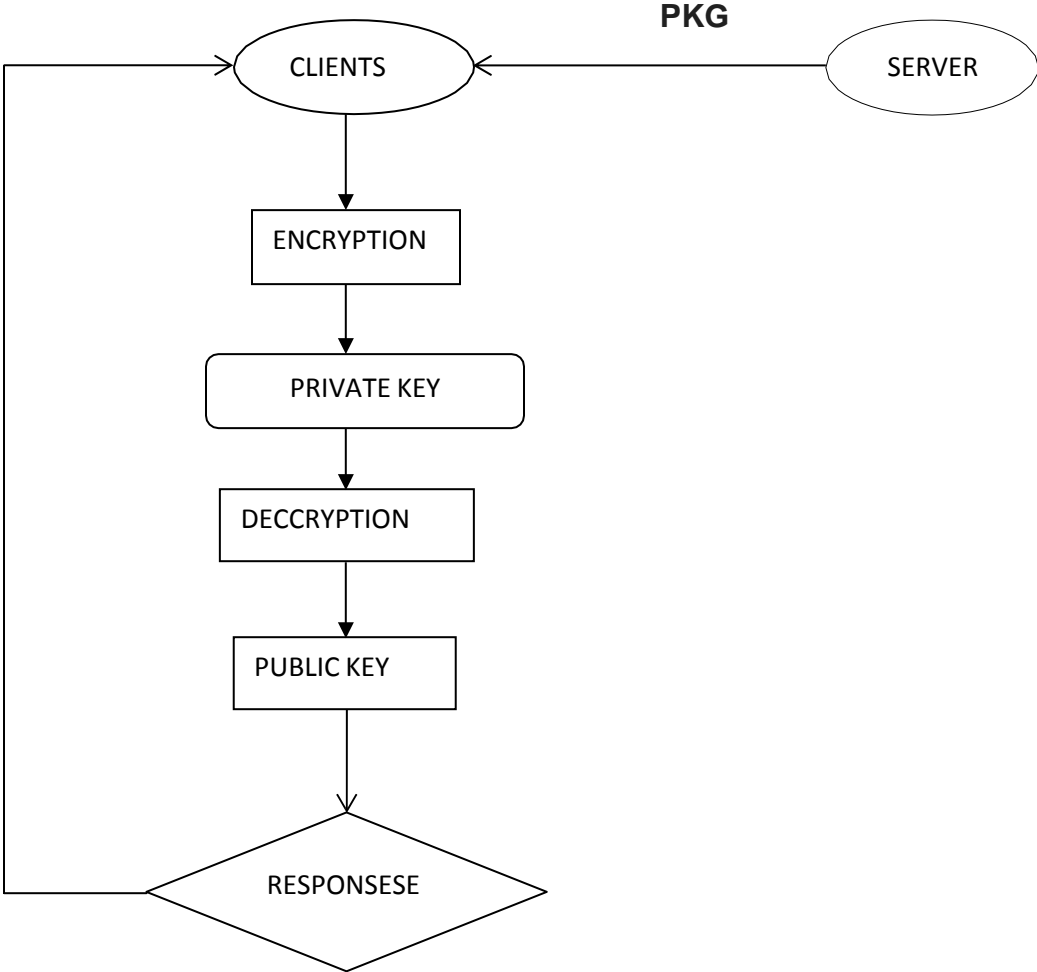 PKG
CLIENTS
SERVER
ENCRYPTION
PRIVATE KEY
DECCRYPTION
PUBLIC KEY
RESPONSESE